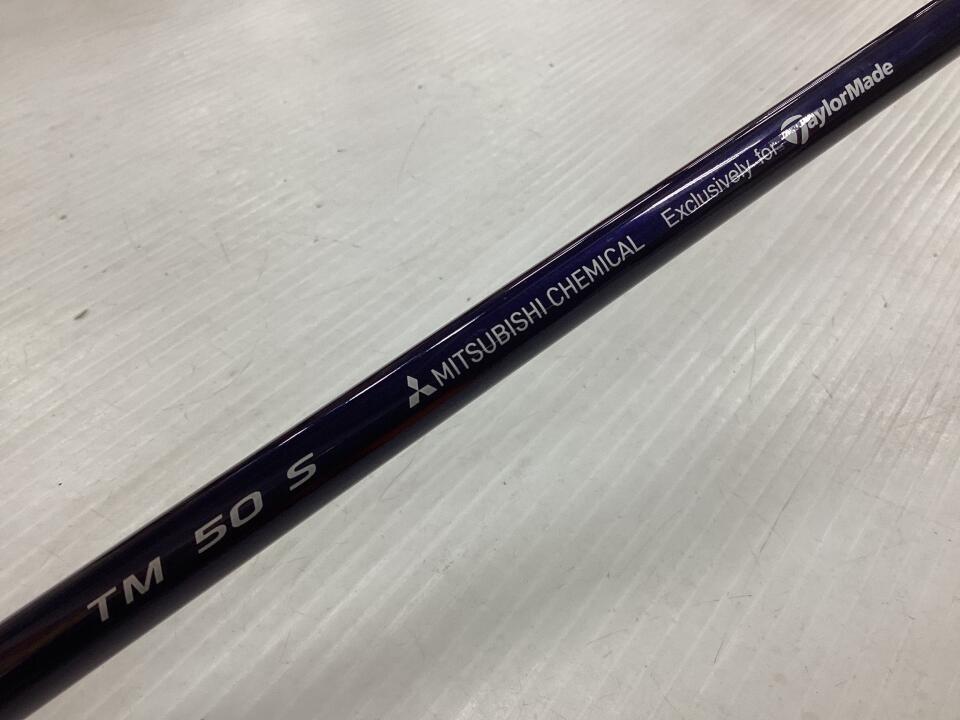 TM 50 S MITSUBISHI CHEMICAL Exclusively for TaylorMade